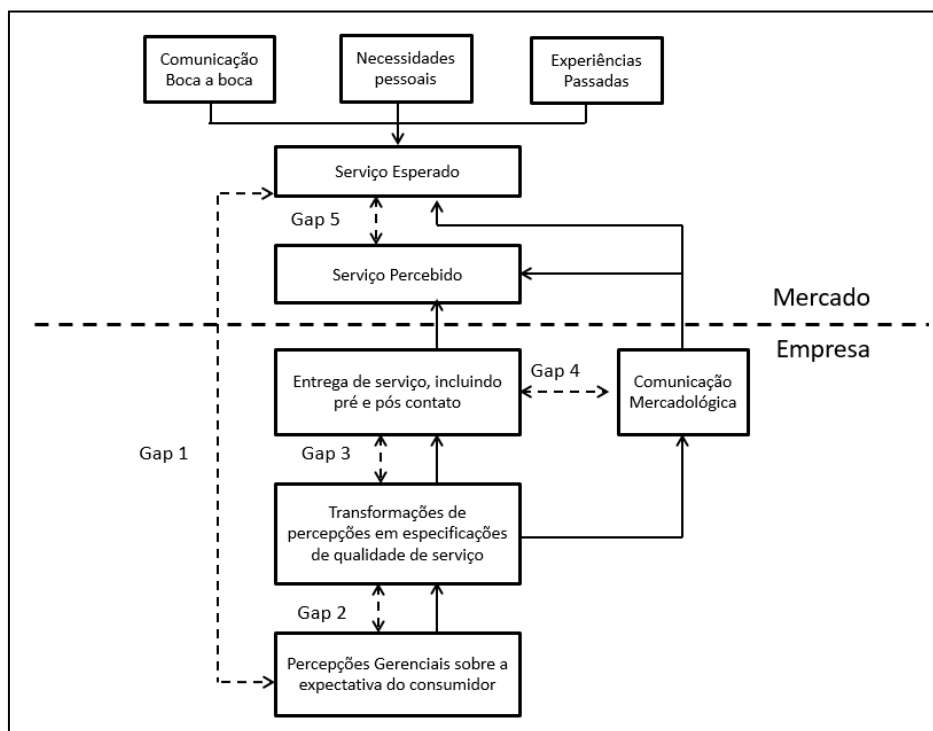 Comunicação
Boca a boca
Necessidades
pessoais
Experiências
Passadas
Serviço Esperado
Gap 5
Serviço Percebido
Mercado
Empresa
Entrega de serviço, incluindo
pré e pós contato
Gap 4
Comunicação
Mercadológica
Gap 1
Gap 3
Transformações de
percepções em especificações
de qualidade de serviço
Gap 2
Percepções Gerenciais sobre a
expectativa do consumidor